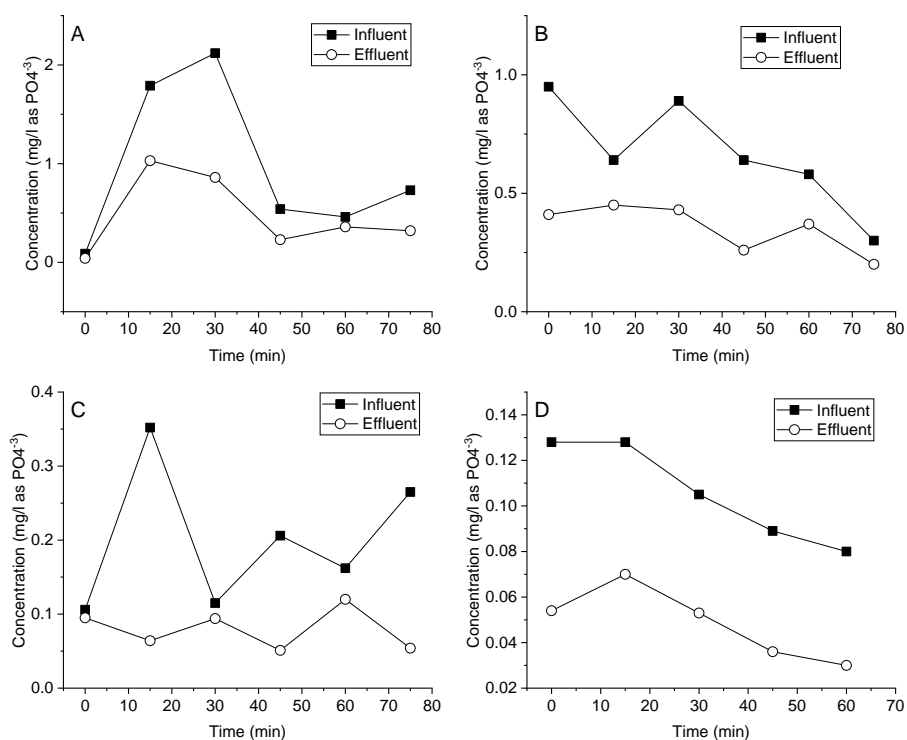 A
Influent
Effluent
Concentration (mg/l as PO4⁻³)
2
1
0
0 10 20 30 40 50 60 70 80
Time (min)
B
Influent
Effluent
Concentration (mg/l as PO4⁻³)
1.0
0.5
0.0
0 10 20 30 40 50 60 70 80
Time (min)
C
Influent
Effluent
Concentration (mg/l as PO4⁻³)
0.4
0.3
0.2
0.1
0.0
0 10 20 30 40 50 60 70 80
Time (min)
D
Influent
Effluent
Concentration (mg/l as PO4⁻³)
0.14
0.12
0.10
0.08
0.06
0.04
0.02
0 10 20 30 40 50 60 70
Time (min)